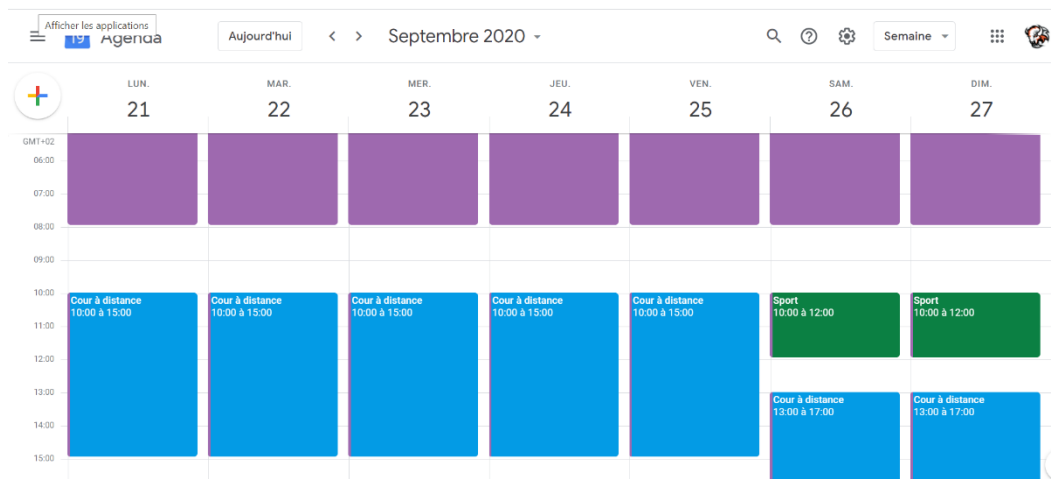 Afficher les applications
19 Agenda Aujourd'hui Septembre 2020 Semaine
LUN. MAR. MER. JEU. VEN. SAM. DIM.
21 22 23 24 25 26 27
GMT+02
06:00
07:00
08:00
09:00
10:00
Cour à distance Cour à distance Cour à distance Cour à distance Cour à distance Sport Sport
10:00 à 15:00 10:00 à 15:00 10:00 à 15:00 10:00 à 15:00 10:00 à 15:00 10:00 à 12:00 10:00 à 12:00
11:00
12:00
13:00
Cour à distance Cour à distance
13:00 à 17:00 13:00 à 17:00
14:00
15:00